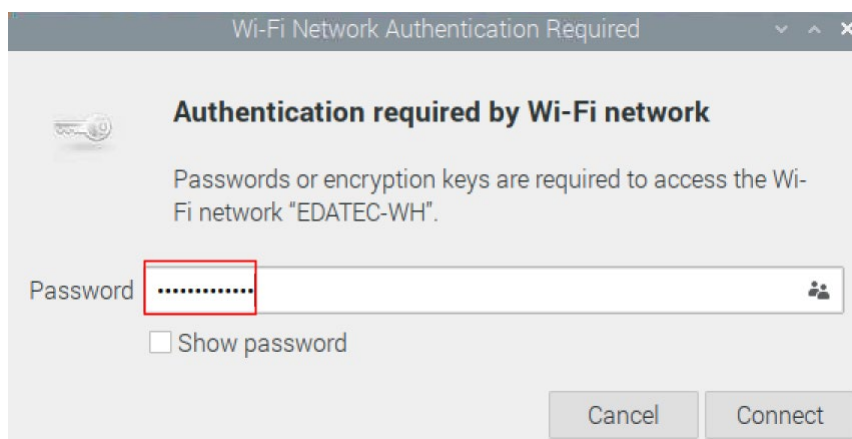 Wi-Fi Network Authentication Required
Authentication required by Wi-Fi network
Passwords or encryption keys are required to access the Wi-
Fi network “EDATEC-WH”.
Password •••••••••••••
Show password
Cancel Connect